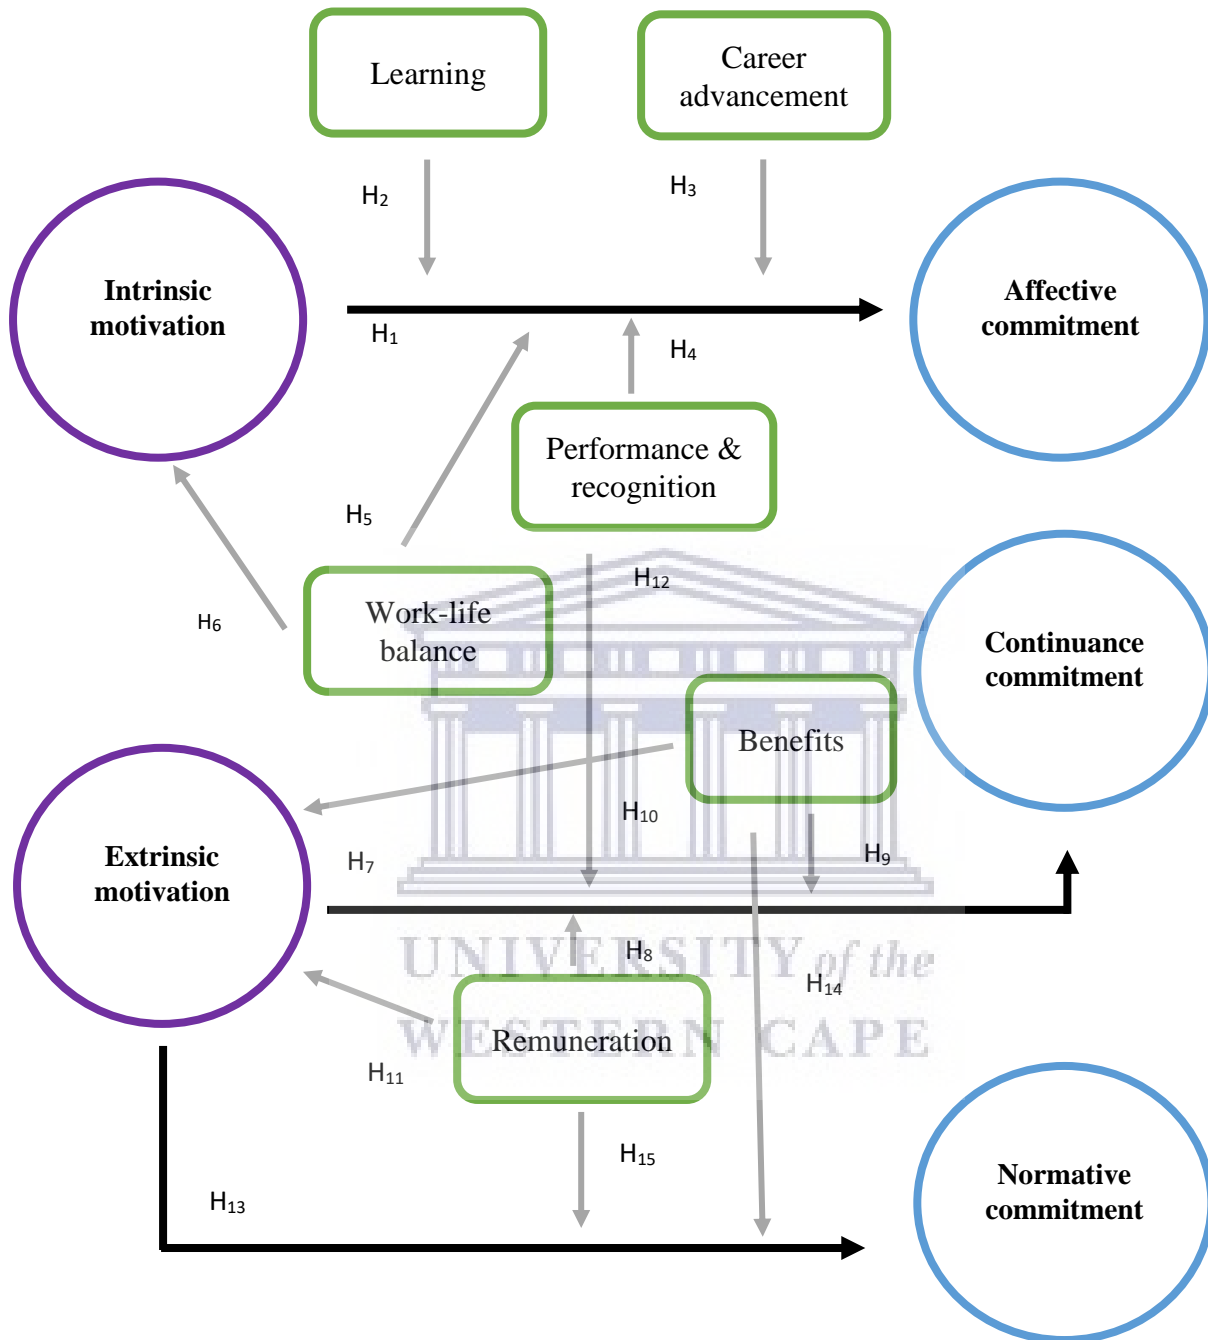 Learning
Career
advancement
H₂
H₃
Intrinsic
motivation
Affective
commitment
H₁
H₄
Performance &
recognition
H₅
H₁₂
Work-life
balance
H₆
Continuance
commitment
Benefits
H₁₀
Extrinsic
motivation
H₇
H₉
H₈
UNIVERSITY of the
WESTERN CAPE
H₁₄
Remuneration
H₁₁
H₁₅
Normative
commitment
H₁₃